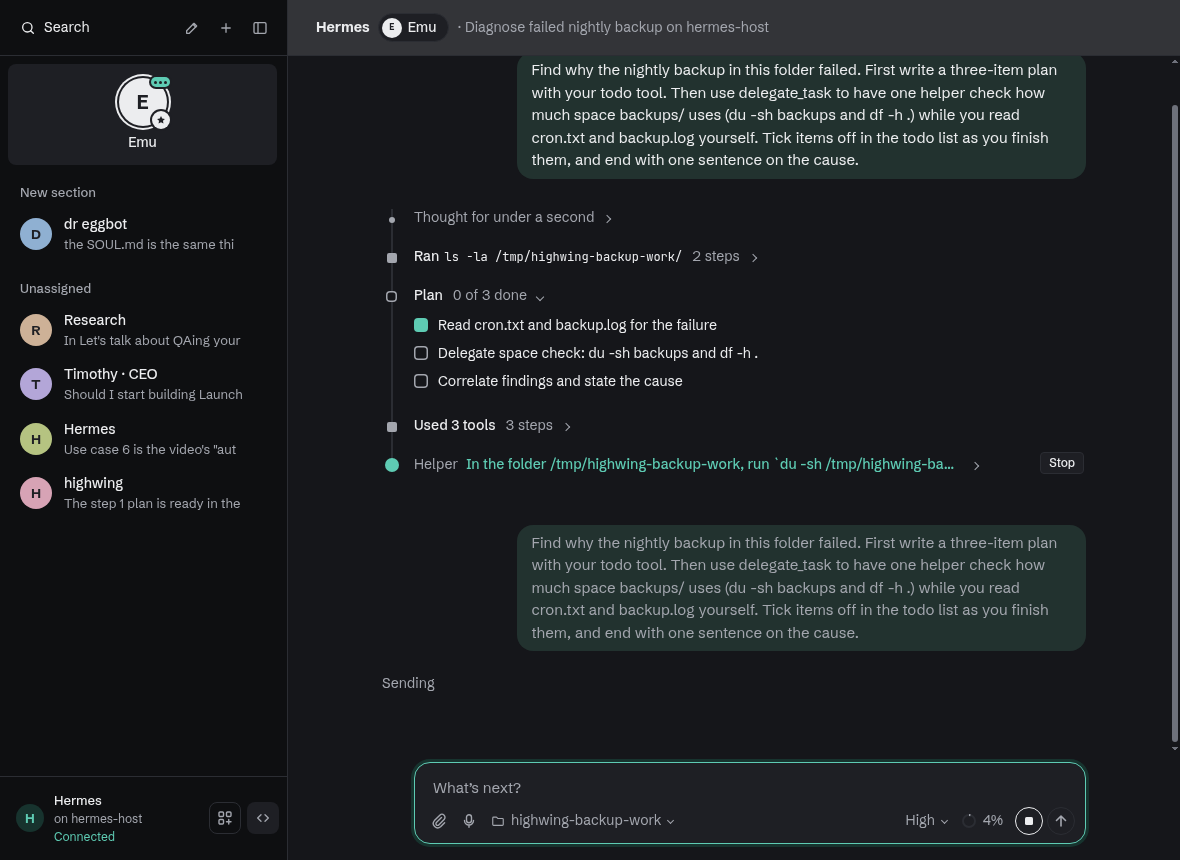 Search
E
Emu
New section
D
dr eggbot
the SOUL.md is the same thi
Unassigned
R
Research
In Let's talk about QAing your
T
Timothy · CEO
Should I start building Launch
H
Hermes
Use case 6 is the video's "aut
H
highwing
The step 1 plan is ready in the
H
Hermes
on hermes-host
Connected
Hermes E Emu · Diagnose failed nightly backup on hermes-host
Find why the nightly backup in this folder failed. First write a three-item plan
with your todo tool. Then use delegate_task to have one helper check how
much space backups/ uses (du -sh backups and df -h .) while you read
cron.txt and backup.log yourself. Tick items off in the todo list as you finish
them, and end with one sentence on the cause.
Thought for under a second
Ran ls -la /tmp/highwing-backup-work/ 2 steps
Plan 0 of 3 done
Read cron.txt and backup.log for the failure
Delegate space check: du -sh backups and df -h .
Correlate findings and state the cause
Used 3 tools 3 steps
Helper In the folder /tmp/highwing-backup-work, run `du -sh /tmp/highwing-ba... Stop
Find why the nightly backup in this folder failed. First write a three-item plan
with your todo tool. Then use delegate_task to have one helper check how
much space backups/ uses (du -sh backups and df -h .) while you read
cron.txt and backup.log yourself. Tick items off in the todo list as you finish
them, and end with one sentence on the cause.
Sending
What's next?
highwing-backup-work High 4%